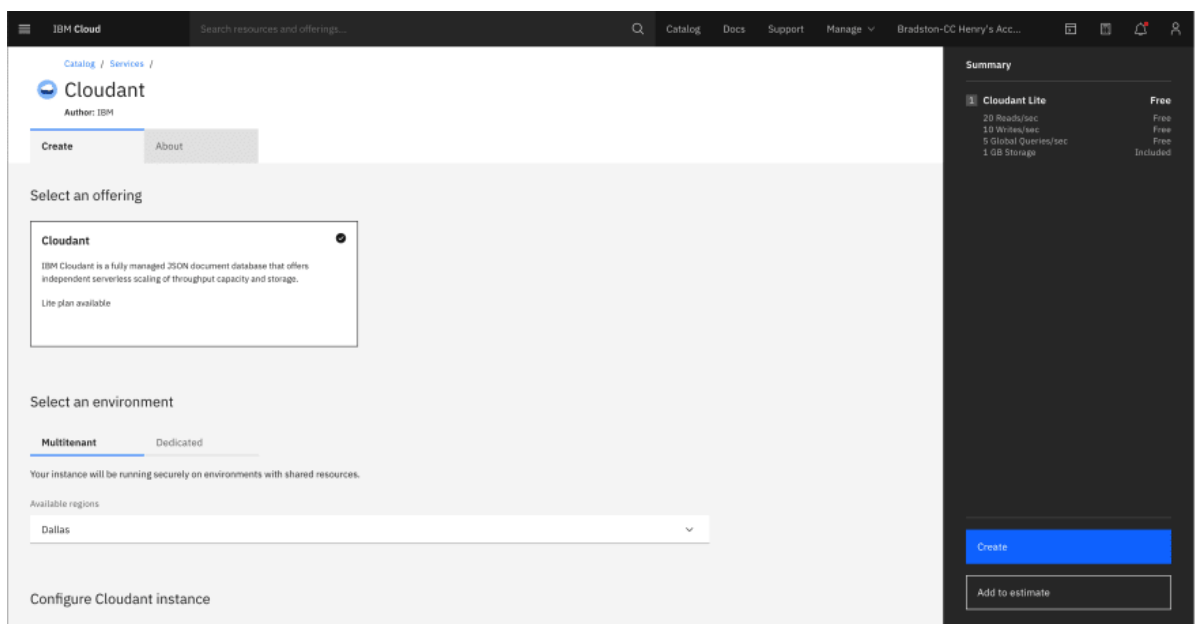 IBM Cloud
Search resources and offerings...
Catalog
Docs
Support
Manage
Bradston-CC Henry's Acc...
Catalog / Services /
Cloudant
Author: IBM
Create
About
Select an offering
Cloudant
IBM Cloudant is a fully managed JSON document database that offers
independent serverless scaling of throughput capacity and storage.
Lite plan available
Select an environment
Multitenant
Dedicated
Your instance will be running securely on environments with shared resources.
Available regions
Dallas
Configure Cloudant instance
Summary
1 Cloudant Lite Free
20 Reads/sec Free
10 Writes/sec Free
5 Global Queries/sec Free
1 GB Storage Included
Create
Add to estimate